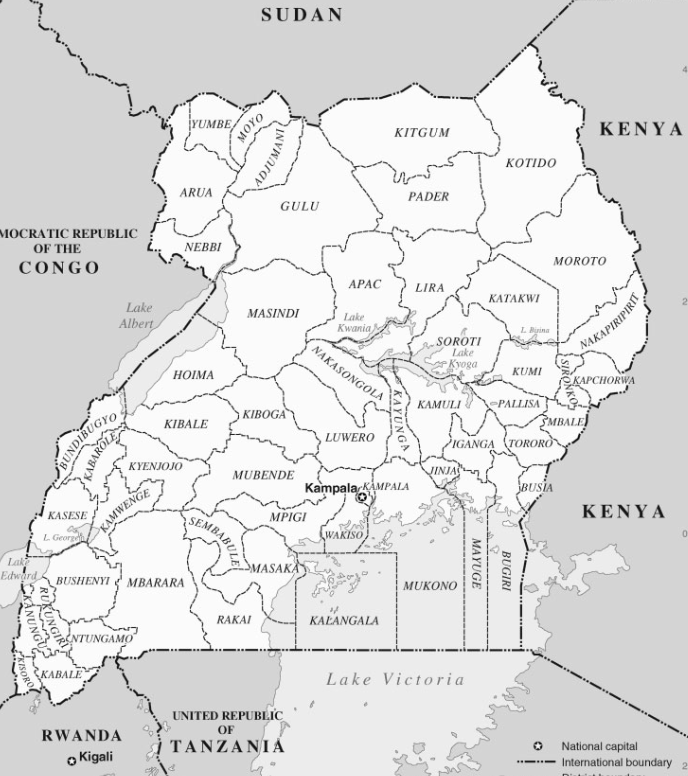 SUDAN
4
KENYA
YUMBE
MOYO
ADJUMANI
KITGUM
KOTIDO
ARUA
GULU
PADER
NEBBI
MOCRATIC REPUBLIC
OF THE
CONGO
MOROTO
APAC
LIRA
KATAKWI
2
MASINDI
Lake
Albert
Lake
Kwania
SOROTI
L. Bisina
NAKAPIRIPIRIT
Lake
Kyoga
NAKASONGOLA
KUMI
SIRONKO
KAPCHORWA
HOIMA
KAYUNGA
KAMULI
PALLISA
MBALE
BUNDIBUGYO
KIBALE
KIBOGA
LUWERO
IGANGA
TORORO
KABAROLE
KYENJOJO
MUBENDE
JINJA
BUSIA
Kampala
KAMPALA
KENYA
KASESE
KAMWENGE
MPIGI
SEMBABULE
WAKISO
0
L. George
Lake
Edward
BUSHENYI
MBARARA
MASAKA
MUKONO
MAYUGE
BUGIRI
KANUNGU
RUKUNGIRI
RAKAI
KALANGALA
NTUNGAMO
KISORO
KABALE
Lake Victoria
RWANDA
Kigali
UNITED REPUBLIC
OF
TANZANIA
National capital
International boundary
2